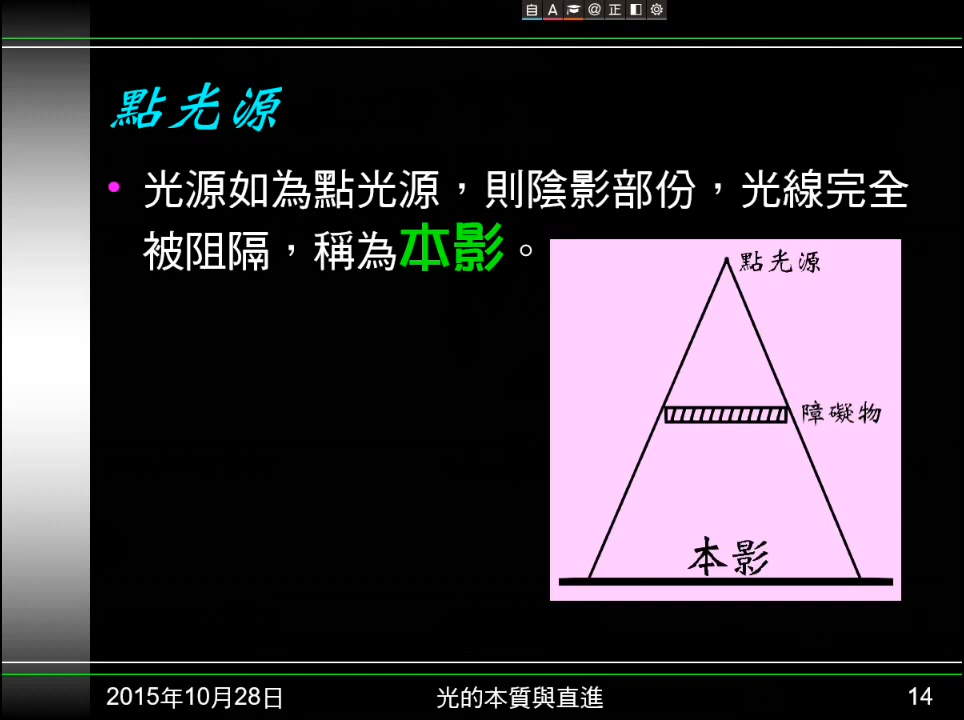 自 A @ 正
點光源
• 光源如為點光源，則陰影部份，光線完全
被阻隔，稱為本影。
點光源
障礙物
本影
2015年10月28日 光的本質與直進 14